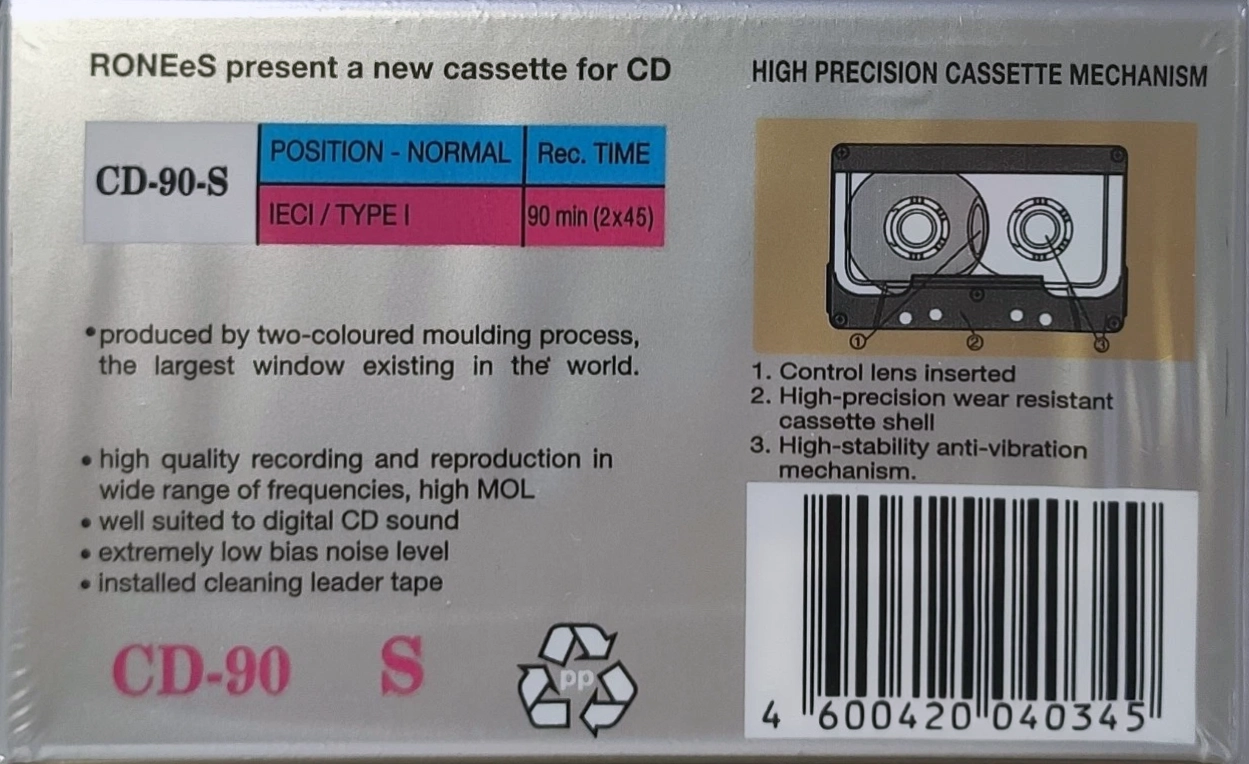 RONEeS present a new cassette for CD
CD-90-S
POSITION - NORMAL
Rec. TIME
IECI / TYPE I
90 min (2x45)
•produced by two-coloured moulding process,
the largest window existing in the world.
• high quality recording and reproduction in
wide range of frequencies, high MOL
• well suited to digital CD sound
• extremely low bias noise level
• installed cleaning leader tape
CD-90 S
pp
HIGH PRECISION CASSETTE MECHANISM
① ② ③
1. Control lens inserted
2. High-precision wear resistant
cassette shell
3. High-stability anti-vibration
mechanism.
4 600420 040345